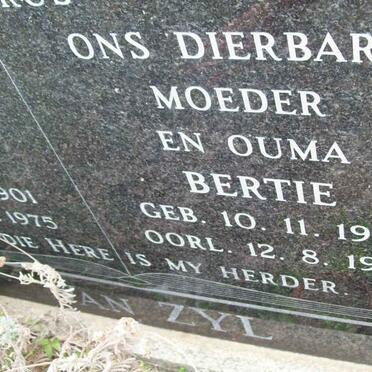 ONS DIERBAR
MOEDER
EN OUMA
BERTIE
GEB. 10. 11. 19
OORL. 12. 8. 19
901
1975
DIE HERE IS MY HERDER.
VAN ZYL